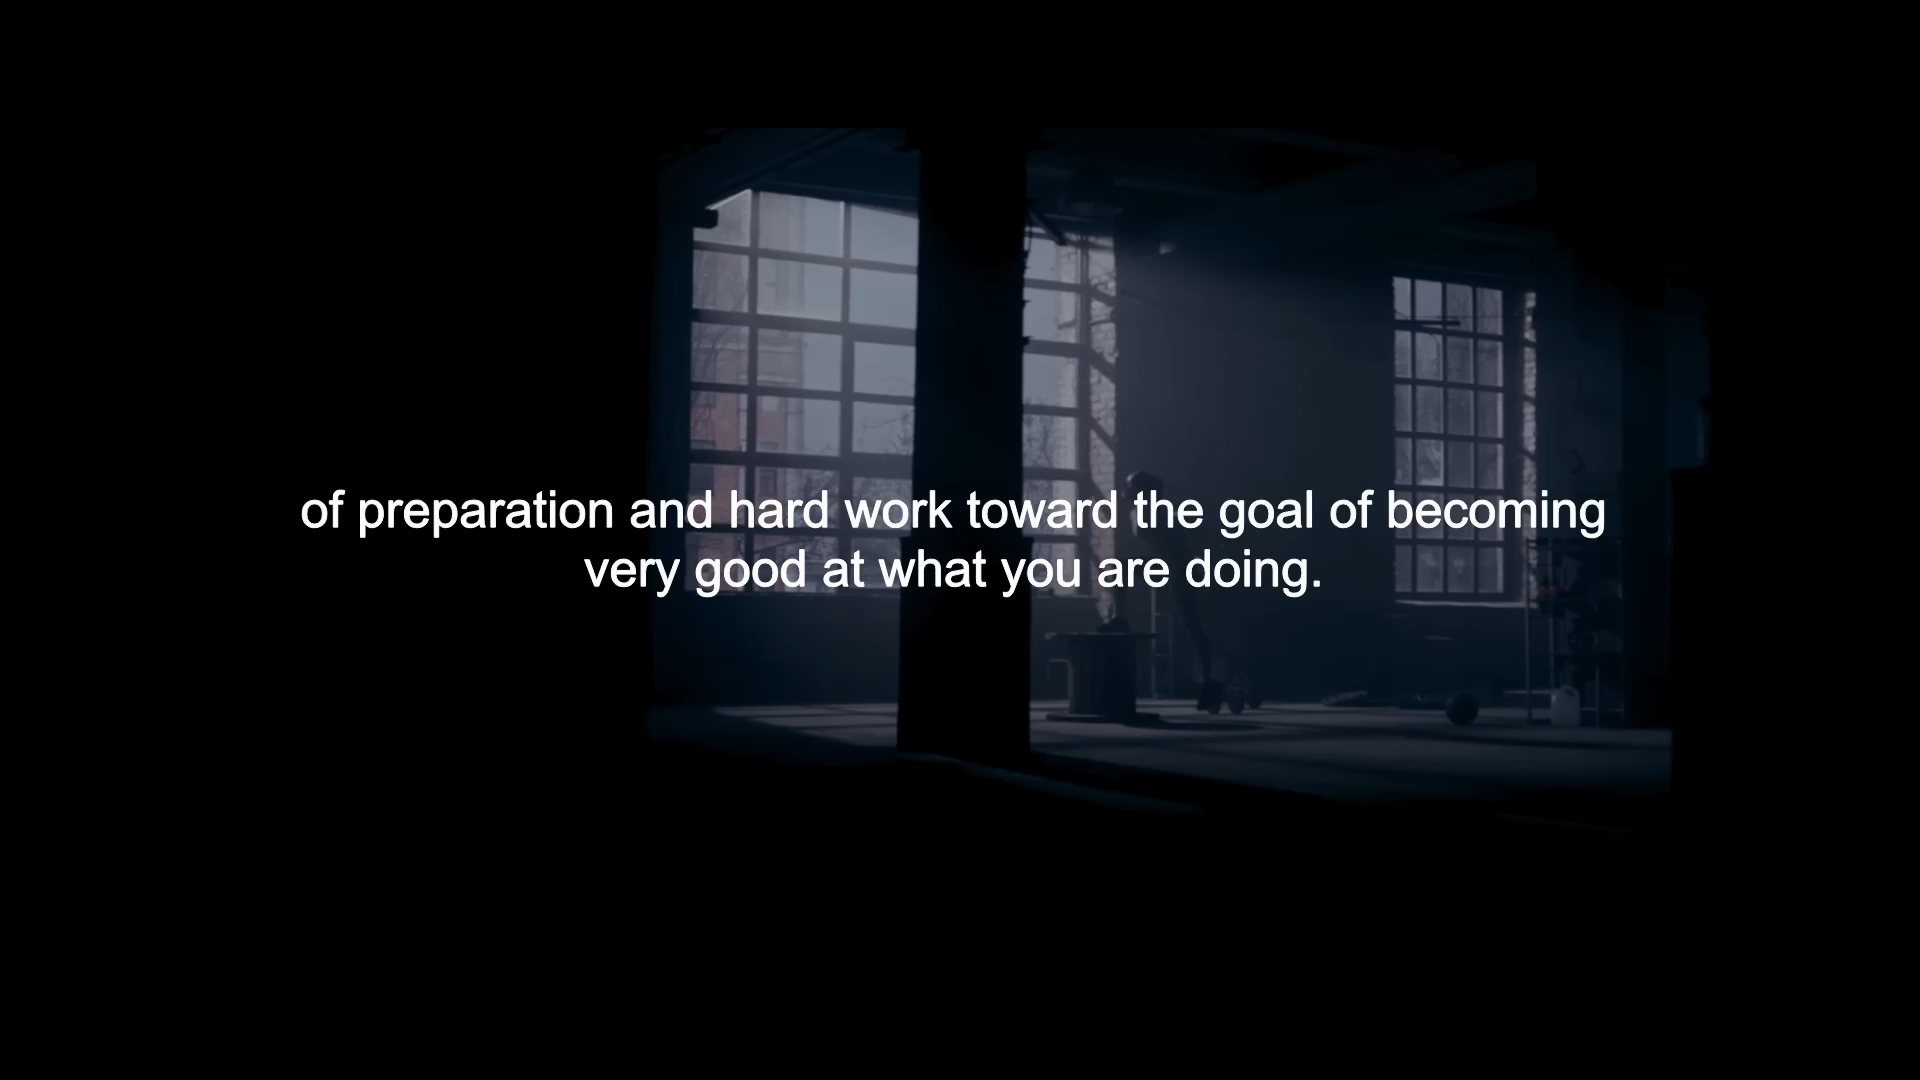 of preparation and hard work toward the goal of becoming
very good at what you are doing.